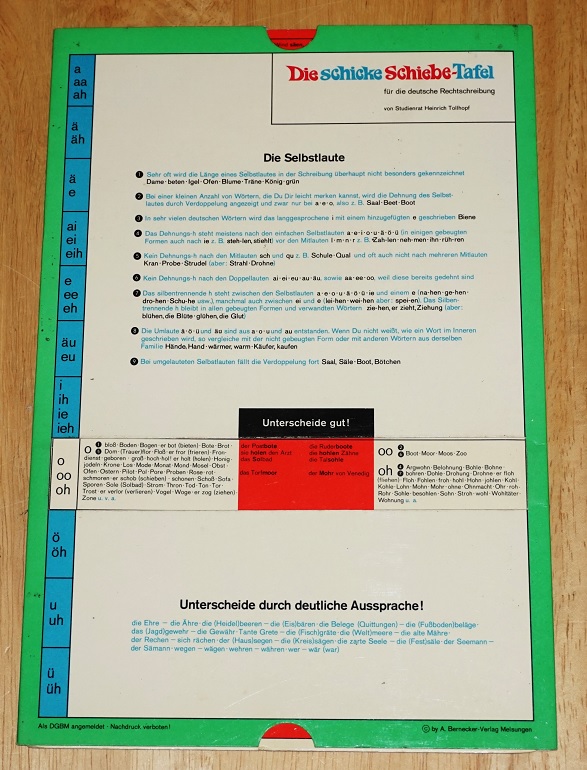 Die schicke Schiebe-Tafel
für die deutsche Rechtschreibung
von Studienrat Heinrich Tollhopf
a
aa
ah
ä
äh
ä
e
ai
ei
eih
e
ee
eh
äu
eu
i
ih
ie
ieh
o
oo
oh
ö
öh
u
uh
ü
üh
Die Selbstlaute
1 Sehr oft wird die Länge eines Selbstlautes in der Schreibung überhaupt nicht besonders gekennzeichnet
Dame·beten·Igel·Ofen·Blume·Träne·König·grün
2 Bei einer kleinen Anzahl von Wörtern, die Du Dir leicht merken kannst, wird die Dehnung des Selbst-
lautes durch Verdoppelung angezeigt und zwar nur bei a·e·o, also z. B. Saal·Beet·Boot
3 In sehr vielen deutschen Wörtern wird das langgesprochene i mit einem hinzugefügten e geschrieben Biene
4 Das Dehnungs-h steht meistens nach den einfachen Selbstlauten a·e·i·o·u·ä·ö·ü (in einigen gebeugten
Formen auch nach ie z. B. steh-len, stiehlt) vor den Mitlauten l·m·n·r z. B. Zah-len·neh-men·ihn·rüh-ren
5 Kein Dehnungs-h nach den Mitlauten sch und qu z. B. Schule·Qual und oft auch nicht nach mehreren Mitlauten
Kran·Probe·Strudel (aber: Strahl·Drohne)
6 Kein Dehnungs-h nach den Doppellauten ai·ei·eu·au·äu, sowie aa·ee·oo, weil diese bereits gedehnt sind
7 Das silbentrennende h steht zwischen den Selbstlauten a·e·o·u·ä·ö·ü·ie und einem e (na-hen·ge-hen·
dro-hen·Schu-he usw.), manchmal auch zwischen ei und e (lei-hen·wei-hen aber: spei-en). Das Silben-
trennende h bleibt in allen gebeugten Formen und verwandten Wörtern zie-hen, er zieht, Ziehung (aber:
blühen, die Blüte·glühen, die Glut)
8 Die Umlaute ä·ö·ü und äu sind aus a·o·u und au entstanden. Wenn Du nicht weißt, wie ein Wort im Inneren
geschrieben wird, so vergleiche mit der nicht gebeugten Form oder mit anderen Wörtern aus derselben
Familie Hände, Hand·wärmer, warm·Käufer, kaufen
9 Bei umgelauteten Selbstlauten fällt die Verdoppelung fort Saal, Säle·Boot, Bötchen
Unterscheide gut!
o 1 bloß·Boden·Bogen·er bot (bieten)·Bote·Brot·
8 Dom·(Trauer)flor·Floß·er fror (frieren)·Fron-
dienst·geboren·groß·hoch·hol er holt (holen)·Honig·
jodeln·Krone·Los·Mode·Monat·Mond·Mosel·Obst·
Ofen·Ostern·Pilot·Pol·Pore·Proben·Rose·rot·
schmoren·er schob (schieben)·schonen·Schoß·Sofa·
Sporen·Sole (Solbad)·Strom·Thron·Tod·Ton·Tor·
Trost·er verlor (verlieren)·Vogel·Woge·er zog (ziehen)·
Zone u. v. a.
der Postbote die Ruderboote
wir holen den Arzt die hohlen Zähne
das Solbad die Talsohle
das Tor/moor der Mohr von Venedig
oo 2
Boot·Moor·Moos·Zoo
oh 4 Argwohn·Belohnung·Bohle·Bohne·
7 bohren·Dohle·Drohung·Drohne·er floh
(fliehen)·Floh·Fohlen·froh·hohl·Hohn·johlen·Kohl·
Kohle·Lohn·Mohn·Mohr·ohne·Ohnmacht·Ohr·roh·
Rohr·Sohle·besohlen·Sohn·Stroh·wohl·Wohltäter·
Wohnung u. a.
Unterscheide durch deutliche Aussprache!
die Ehre – die Ähre·die (Heidel)beeren – die (Eis)bären·die Belege (Quittungen) – die (Fußboden)beläge·
das (Jagd)gewehr – die Gewähr·Tante Grete – die (Fisch)gräte·die (Welt)meere – die alte Mähre·
der Rechen – sich rächen·der (Haus)segen – die (Kreis)sägen·die zarte Seele – die (Fest)säle·der Seemann –
der Sämann·wegen – wägen·wehren – währen·wer – wär (war)
Als DGBM angemeldet · Nachdruck verboten!
© by A. Bernecker-Verlag Melsungen